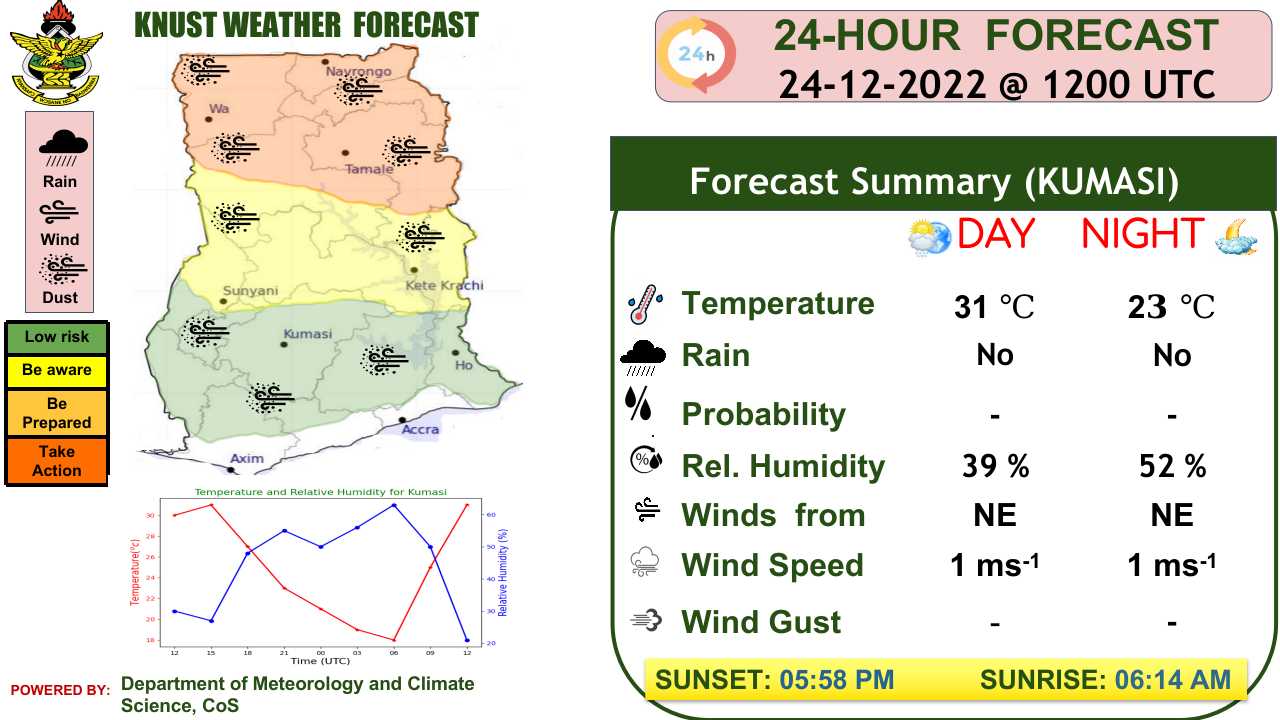 KNUST WEATHER FORECAST
Rain
Wind
Dust
Low risk
Be aware
Be
Prepared
Take
Action
Navrongo
Wa
Tamale
Kete Krachi
Sunyani
Kumasi
Ho
Accra
Axim
Temperature and Relative Humidity for Kumasi
Temperature(°c)
30
28
26
24
22
20
18
Relative Humidity (%)
60
50
40
30
20
12 15 18 21 00 03 06 09 12
Time (UTC)
POWERED BY: Department of Meteorology and Climate
Science, CoS
24h
24-HOUR FORECAST
24-12-2022 @ 1200 UTC
Forecast Summary (KUMASI)
DAY NIGHT
Temperature 31 °C 23 °C
Rain No No
Probability - -
% Rel. Humidity 39 % 52 %
Winds from NE NE
Wind Speed 1 ms-1 1 ms-1
Wind Gust - -
SUNSET: 05:58 PM SUNRISE: 06:14 AM